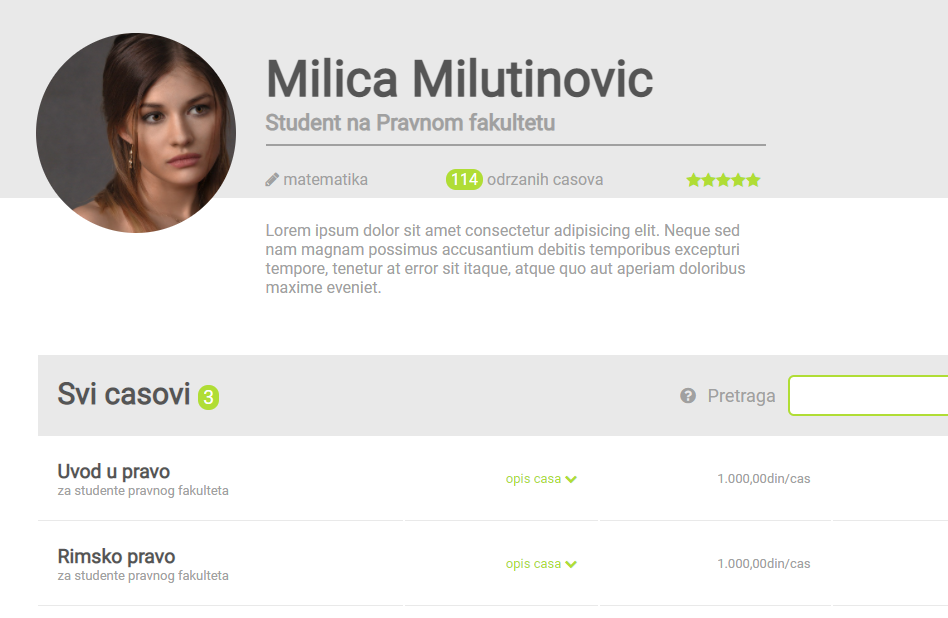 Milica Milutinovic
Student na Pravnom fakultetu
matematika 114 odrzanih casova
Lorem ipsum dolor sit amet consectetur adipisicing elit. Neque sed
nam magnam possimus accusantium debitis temporibus excepturi
tempore, tenetur at error sit itaque, atque quo aut aperiam doloribus
maxime eveniet.
Svi casovi 3 ? Pretraga
Uvod u pravo
za studente pravnog fakulteta
opis casa 1.000,00din/cas
Rimsko pravo
za studente pravnog fakulteta
opis casa 1.000,00din/cas